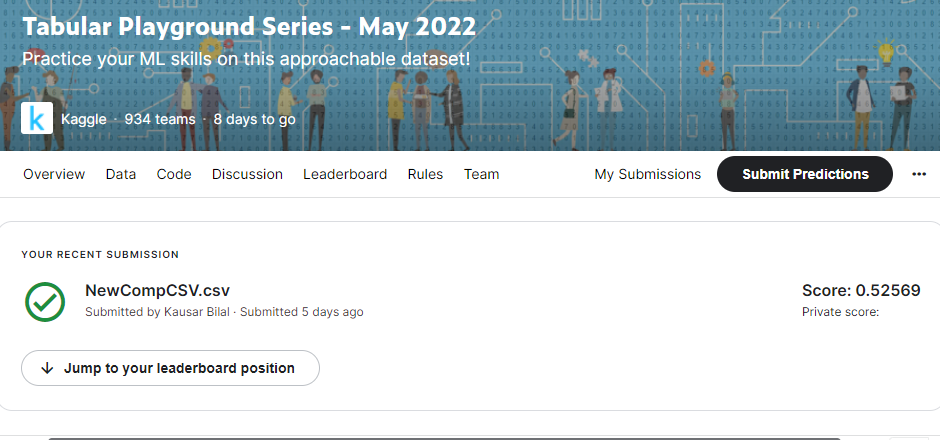 Tabular Playground Series - May 2022
Practice your ML skills on this approachable dataset!
k Kaggle · 934 teams · 8 days to go
Overview Data Code Discussion Leaderboard Rules Team My Submissions Submit Predictions
YOUR RECENT SUBMISSION
NewCompCSV.csv Score: 0.52569
Submitted by Kausar Bilal · Submitted 5 days ago Private score:
Jump to your leaderboard position